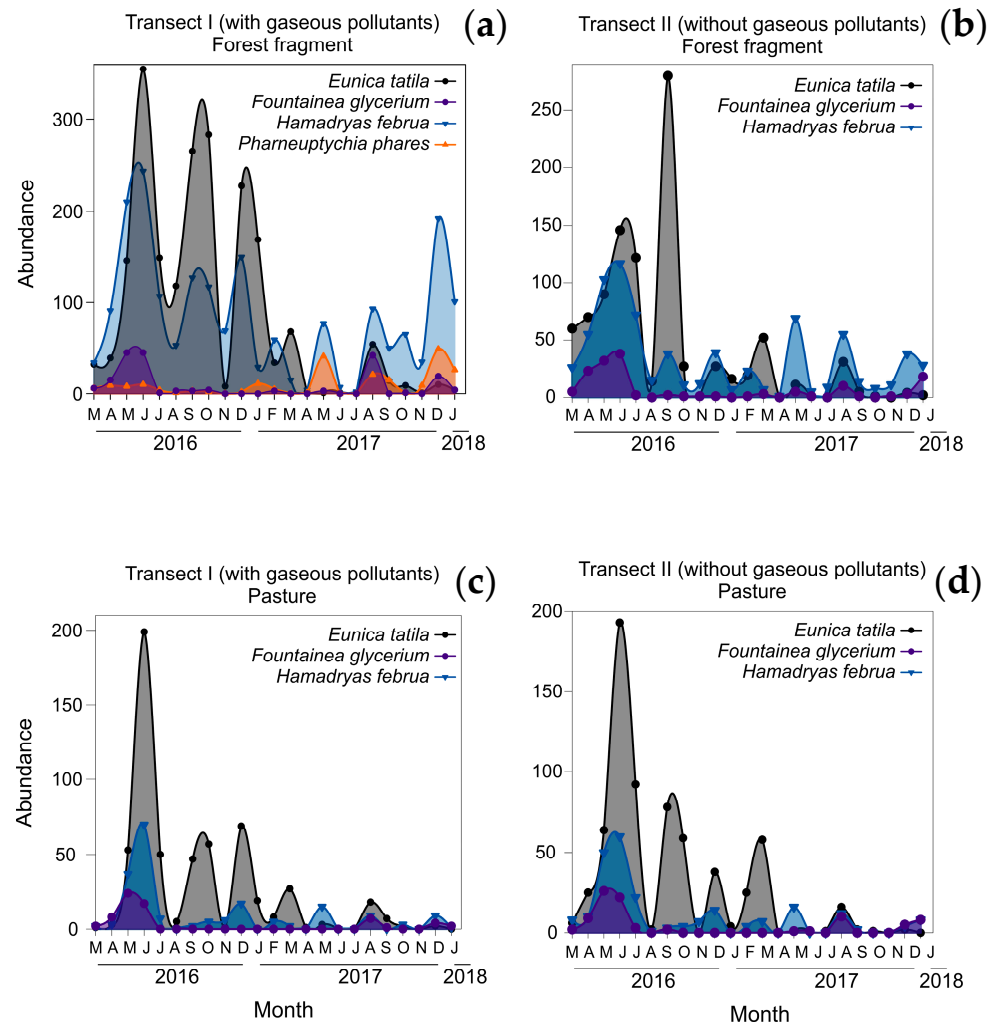 Transect I (with gaseous pollutants)
Forest fragment
(a)
Eunica tatila
Fountainea glycerium
Hamadryas februa
Pharneuptychia phares
Abundance
300
200
100
0
M A M J J A S O N D J F M A M J J A S O N D J
2016 2017 2018
Transect II (without gaseous pollutants)
Forest fragment
(b)
Eunica tatila
Fountainea glycerium
Hamadryas februa
250
200
150
100
50
0
M A M J J A S O N D J F M A M J J A S O N D J
2016 2017 2018
Transect I (with gaseous pollutants)
Pasture
(c)
Eunica tatila
Fountainea glycerium
Hamadryas februa
Abundance
200
150
100
50
0
M A M J J A S O N D J F M A M J J A S O N D J
2016 2017 2018
Month
Transect II (without gaseous pollutants)
Pasture
(d)
Eunica tatila
Fountainea glycerium
Hamadryas februa
200
150
100
50
0
M A M J J A S O N D J F M A M J J A S O N D J
2016 2017 2018
Month